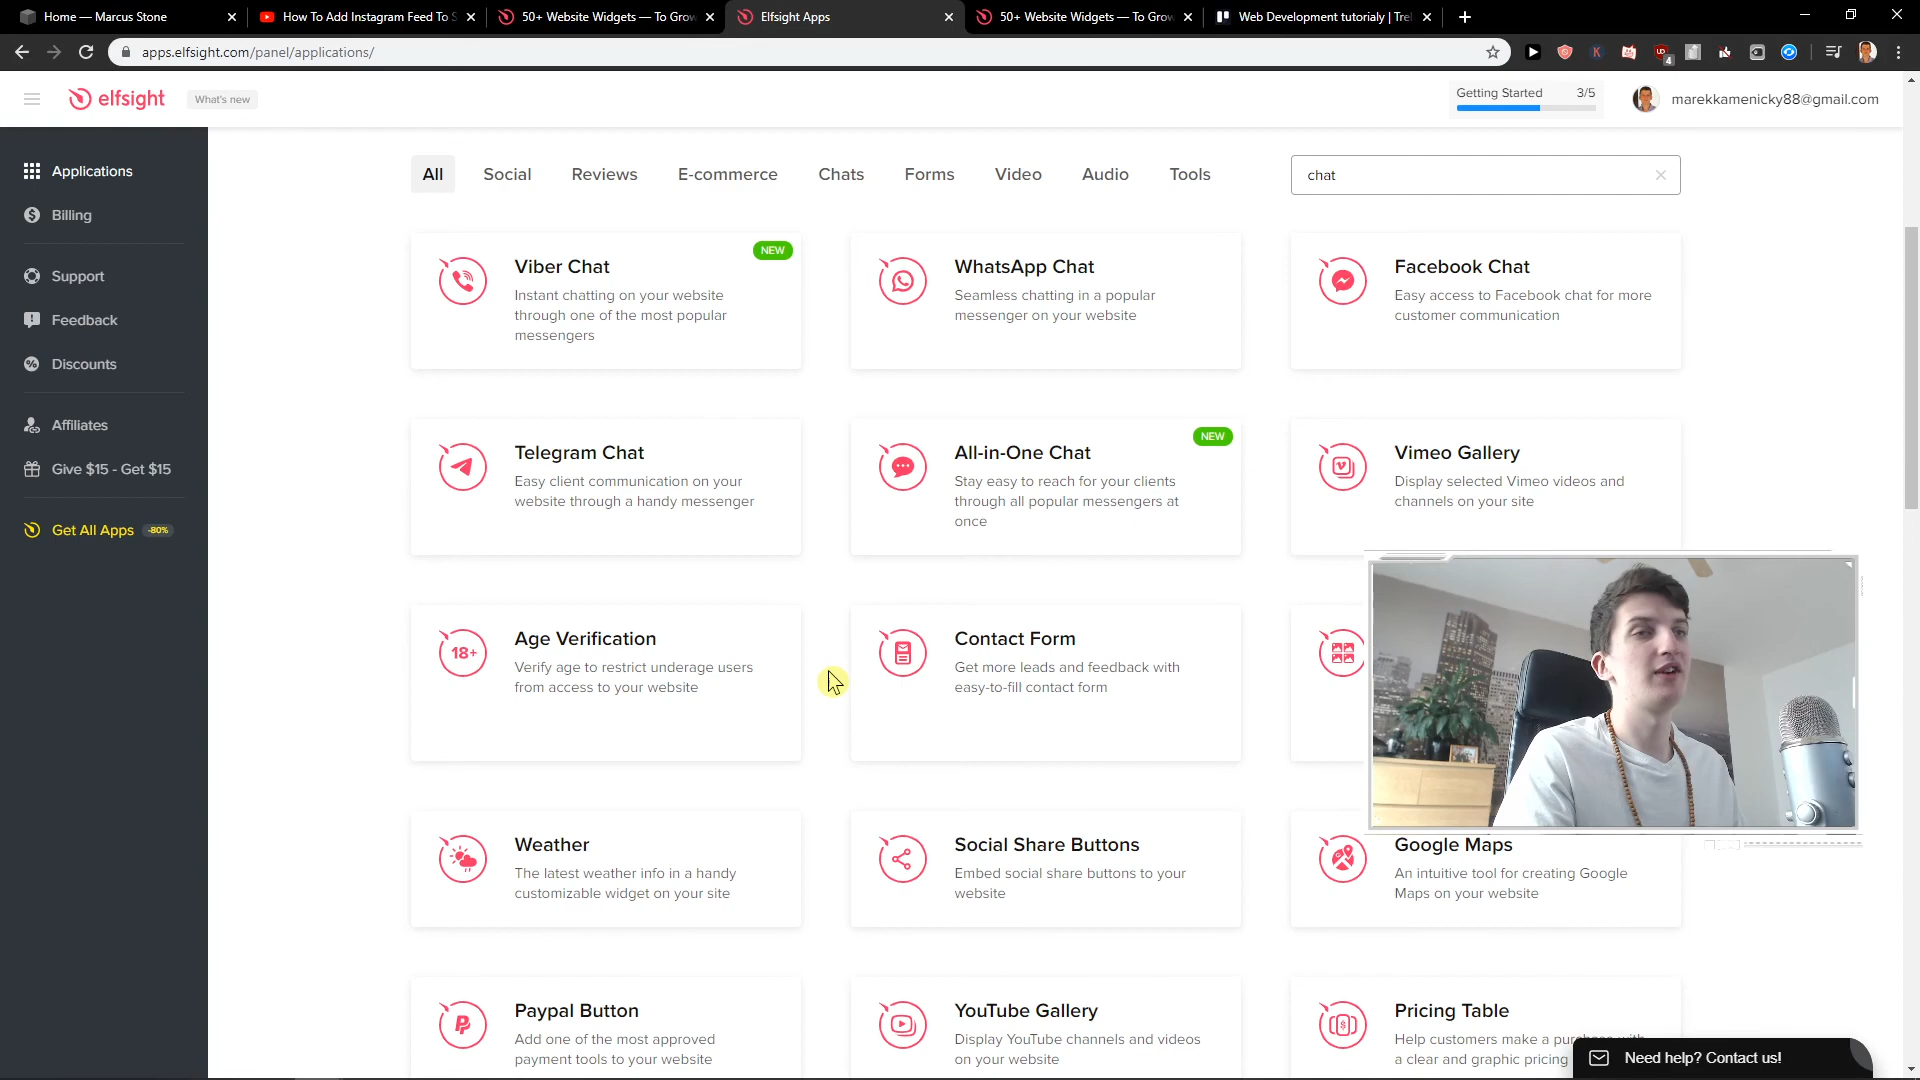 Home — Marcus Stone
How To Add Instagram Feed To S
50+ Website Widgets — To Grow
Elfsight Apps
50+ Website Widgets — To Grow
Web Development tutorialy | Trel
apps.elfsight.com/panel/applications/
elfsight
What's new
Getting Started 3/5
marekkamenicky88@gmail.com
Applications
Billing
Support
Feedback
Discounts
Affiliates
Give $15 - Get $15
Get All Apps -80%
All Social Reviews E-commerce Chats Forms Video Audio Tools
chat
NEW
Viber Chat
Instant chatting on your website
through one of the most popular
messengers
WhatsApp Chat
Seamless chatting in a popular
messenger on your website
Facebook Chat
Easy access to Facebook chat for more
customer communication
Telegram Chat
Easy client communication on your
website through a handy messenger
NEW
All-in-One Chat
Stay easy to reach for your clients
through all popular messengers at
once
Vimeo Gallery
Display selected Vimeo videos and
channels on your site
18+
Age Verification
Verify age to restrict underage users
from access to your website
Contact Form
Get more leads and feedback with
easy-to-fill contact form
Weather
The latest weather info in a handy
customizable widget on your site
Social Share Buttons
Embed social share buttons to your
website
Google Maps
An intuitive tool for creating Google
Maps on your website
Paypal Button
Add one of the most approved
payment tools to your website
YouTube Gallery
Display YouTube channels and videos
on your website
Pricing Table
Help customers make a purchase with
a clear and graphic pricing
Need help? Contact us!